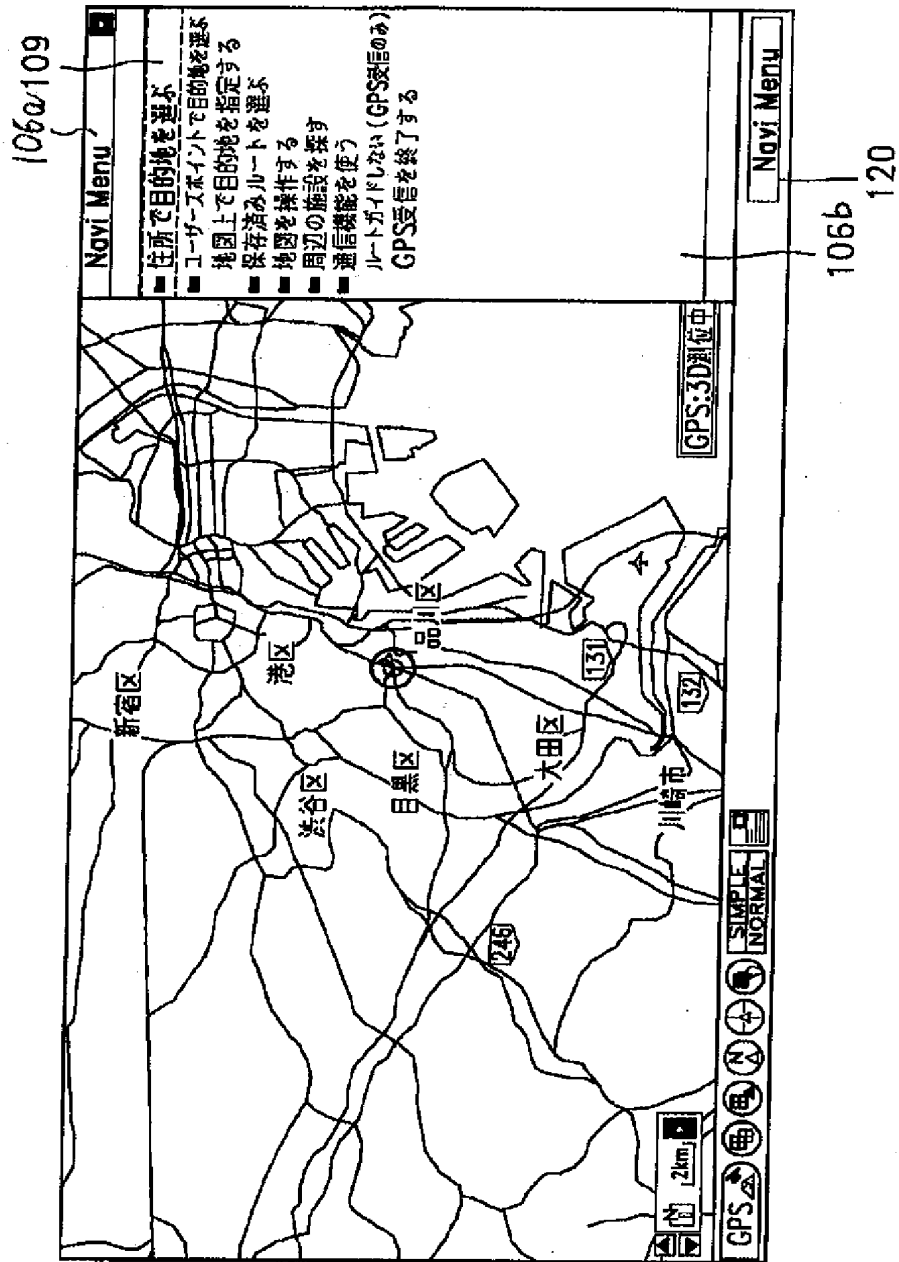 106a 109
Navi Menu
住所で目的地を選ぶ
ユーザーズポイントで目的地を選ぶ
地図上で目的地を指定する
保存済みルートを選ぶ
地図を操作する
周辺の施設を探す
通信機能を使う
ルートガイドしない(GPS受信のみ)
GPS受信を終了する
新宿区
港区
渋谷区
目黒区
品川区
大田区
川崎市
131
132
246
GPS:3D測位中
N 2km
GPS
N
SIMPLE
NORMAL
Navi Menu
106b
120